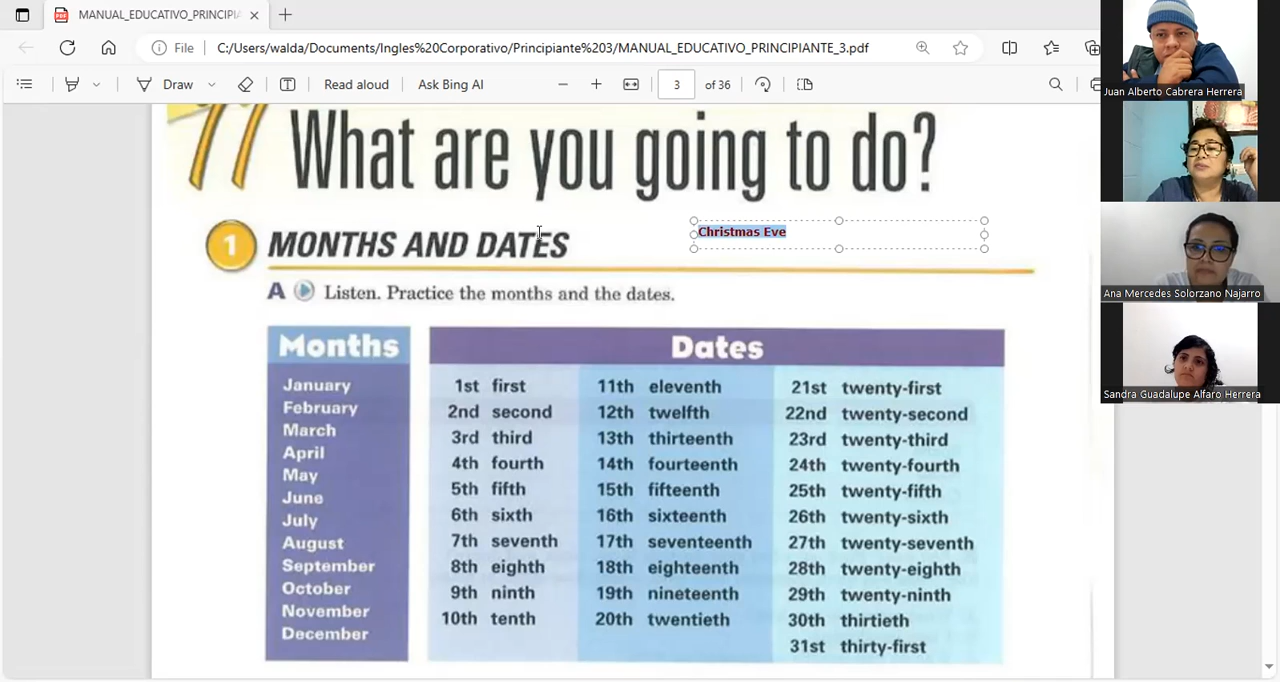 MANUAL_EDUCATIVO_PRINCIPIA
File
C:/Users/walda/Documents/Ingles%20Corporativo/Principiante%203/MANUAL_EDUCATIVO_PRINCIPIANTE_3.pdf
Draw
Read aloud
Ask Bing AI
3 of 36
11 What are you going to do?
Christmas Eve
1 MONTHS AND DATES
A Listen. Practice the months and the dates.
Months
January
February
March
April
May
June
July
August
September
October
November
December
Dates
1st first
2nd second
3rd third
4th fourth
5th fifth
6th sixth
7th seventh
8th eighth
9th ninth
10th tenth
11th eleventh
12th twelfth
13th thirteenth
14th fourteenth
15th fifteenth
16th sixteenth
17th seventeenth
18th eighteenth
19th nineteenth
20th twentieth
21st twenty-first
22nd twenty-second
23rd twenty-third
24th twenty-fourth
25th twenty-fifth
26th twenty-sixth
27th twenty-seventh
28th twenty-eighth
29th twenty-ninth
30th thirtieth
31st thirty-first
Juan Alberto Cabrera Herrera
Ana Mercedes Solorzano Najarro
Sandra Guadalupe Alfaro Herrera